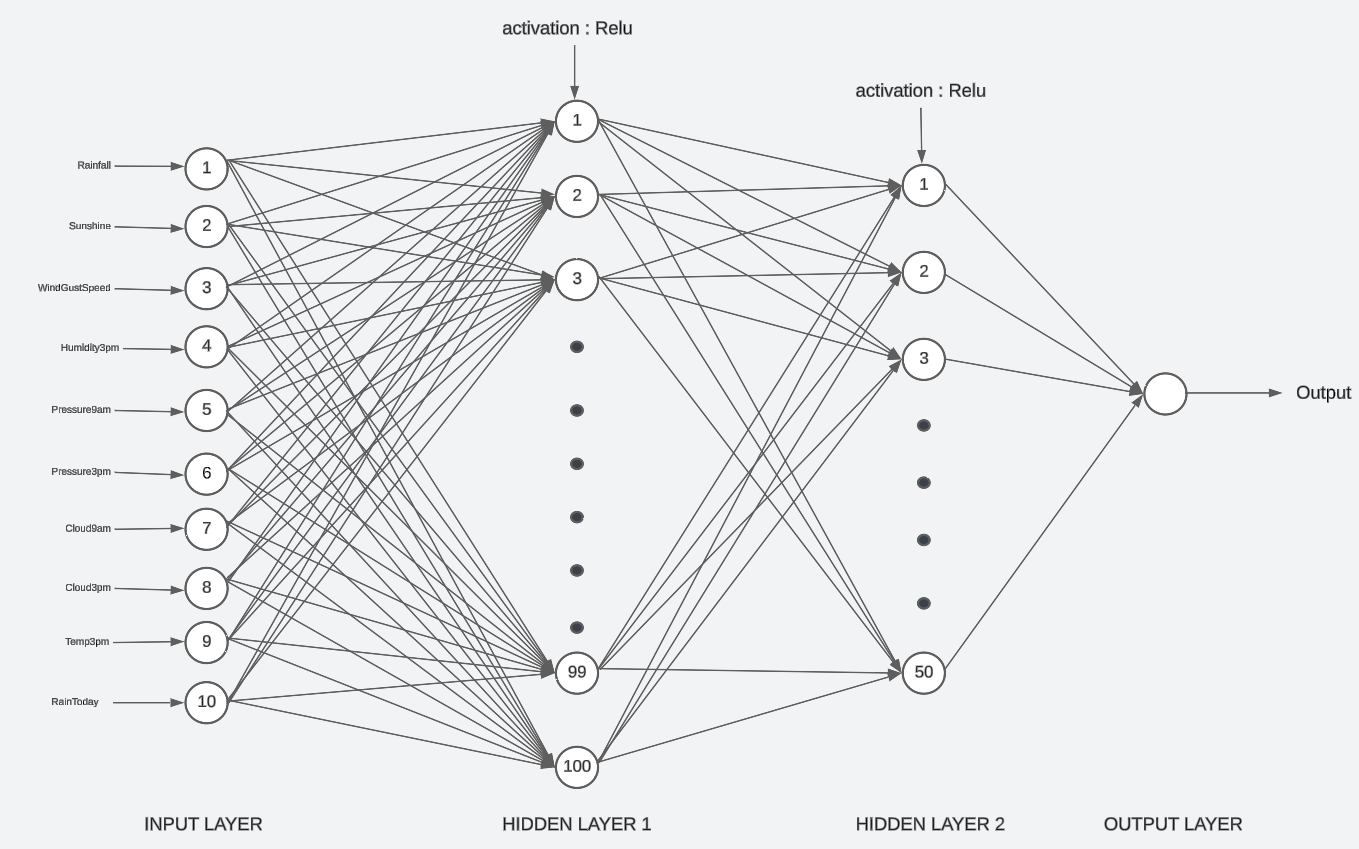 activation : Relu
activation : Relu
Rainfall
Sunshine
WindGustSpeed
Humidity3pm
Pressure9am
Pressure3pm
Cloud9am
Cloud3pm
Temp3pm
RainToday
1
2
3
4
5
6
7
8
9
10
1
2
3
99
100
1
2
3
50
Output
INPUT LAYER
HIDDEN LAYER 1
HIDDEN LAYER 2
OUTPUT LAYER